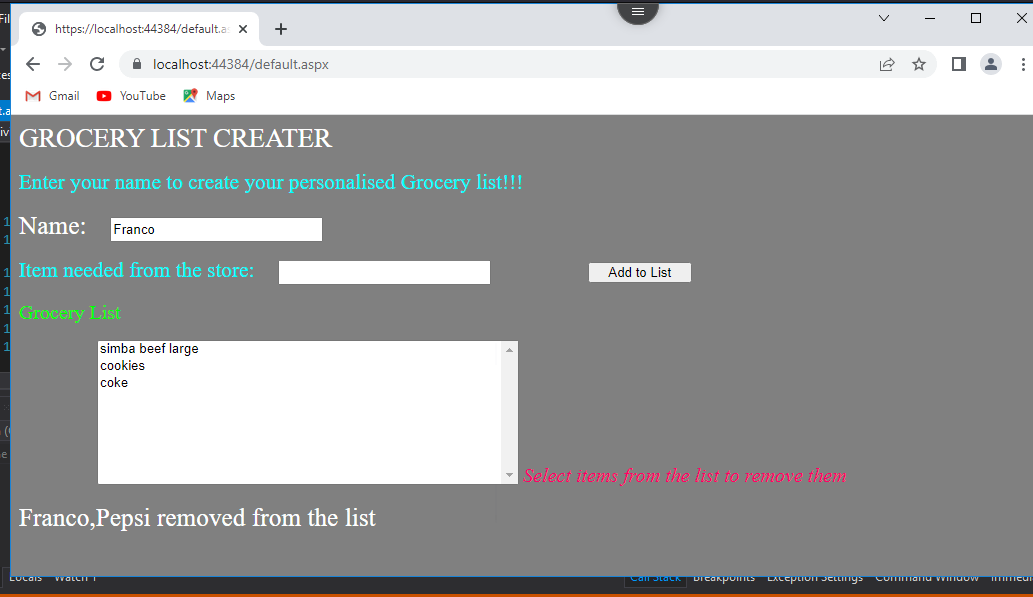 https://localhost:44384/default.a
localhost:44384/default.aspx
Gmail YouTube Maps
GROCERY LIST CREATER
Enter your name to create your personalised Grocery list!!!
Name: Franco
Item needed from the store: Add to List
Grocery List
simba beef large
cookies
coke
Select items from the list to remove them
Franco,Pepsi removed from the list
Locals Watch 1 Call Stack Breakpoints Exception Settings Command Window